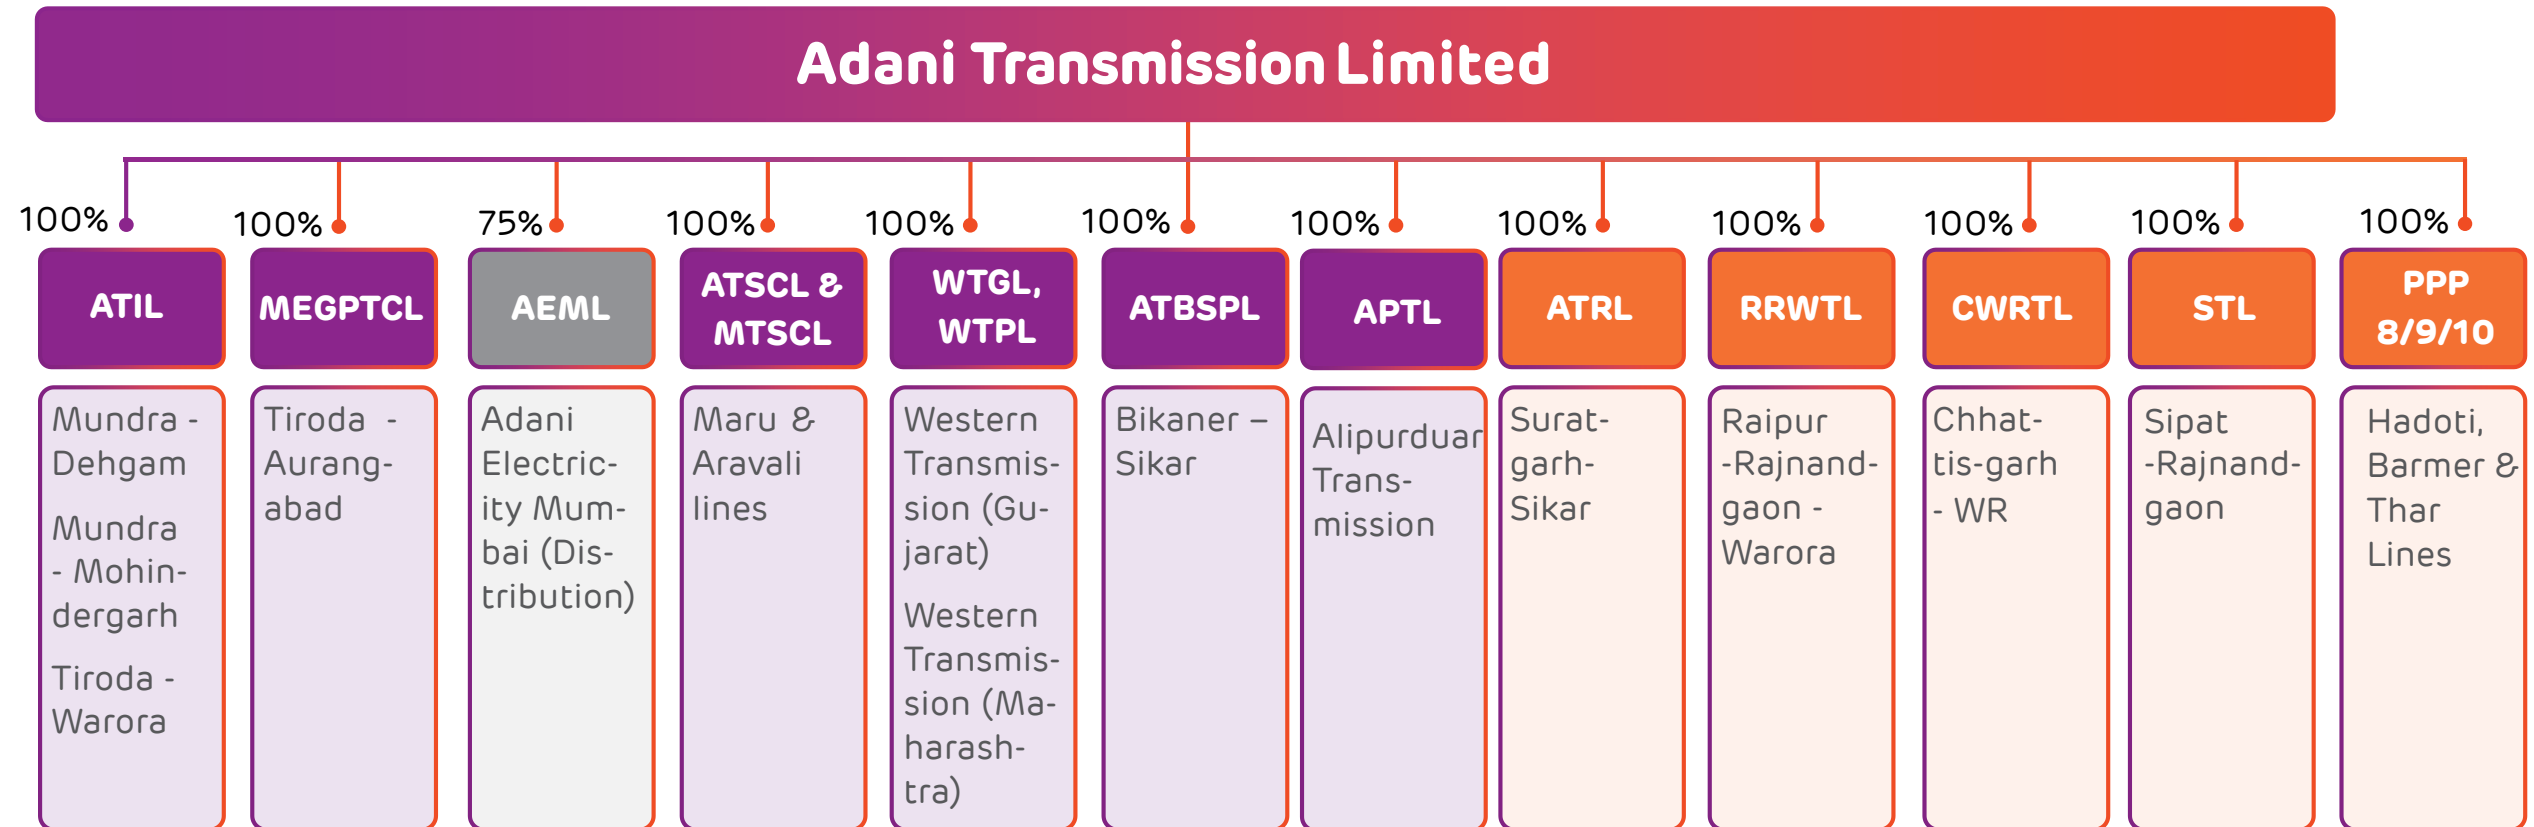 Adani Transmission Limited
100%
ATIL
Mundra -
Dehgam
Mundra
- Mohin-
dergarh
Tiroda -
Warora
100%
MEGPTCL
Tiroda -
Aurang-
abad
75%
AEML
Adani
Electric-
ity Mum-
bai (Dis-
tribution)
100%
ATSCL &
MTSCL
Maru &
Aravali
lines
100%
WTGL,
WTPL
Western
Transmis-
sion (Gu-
jarat)
Western
Transmis-
sion (Ma-
harash-
tra)
100%
ATBSPL
Bikaner –
Sikar
100%
APTL
Alipurduar
Trans-
mission
100%
ATRL
Surat-
garh-
Sikar
100%
RRWTL
Raipur
-Rajnand-
gaon -
Warora
100%
CWRTL
Chhat-
tis-garh
- WR
100%
STL
Sipat
-Rajnand-
gaon
100%
PPP
8/9/10
Hadoti,
Barmer &
Thar
Lines